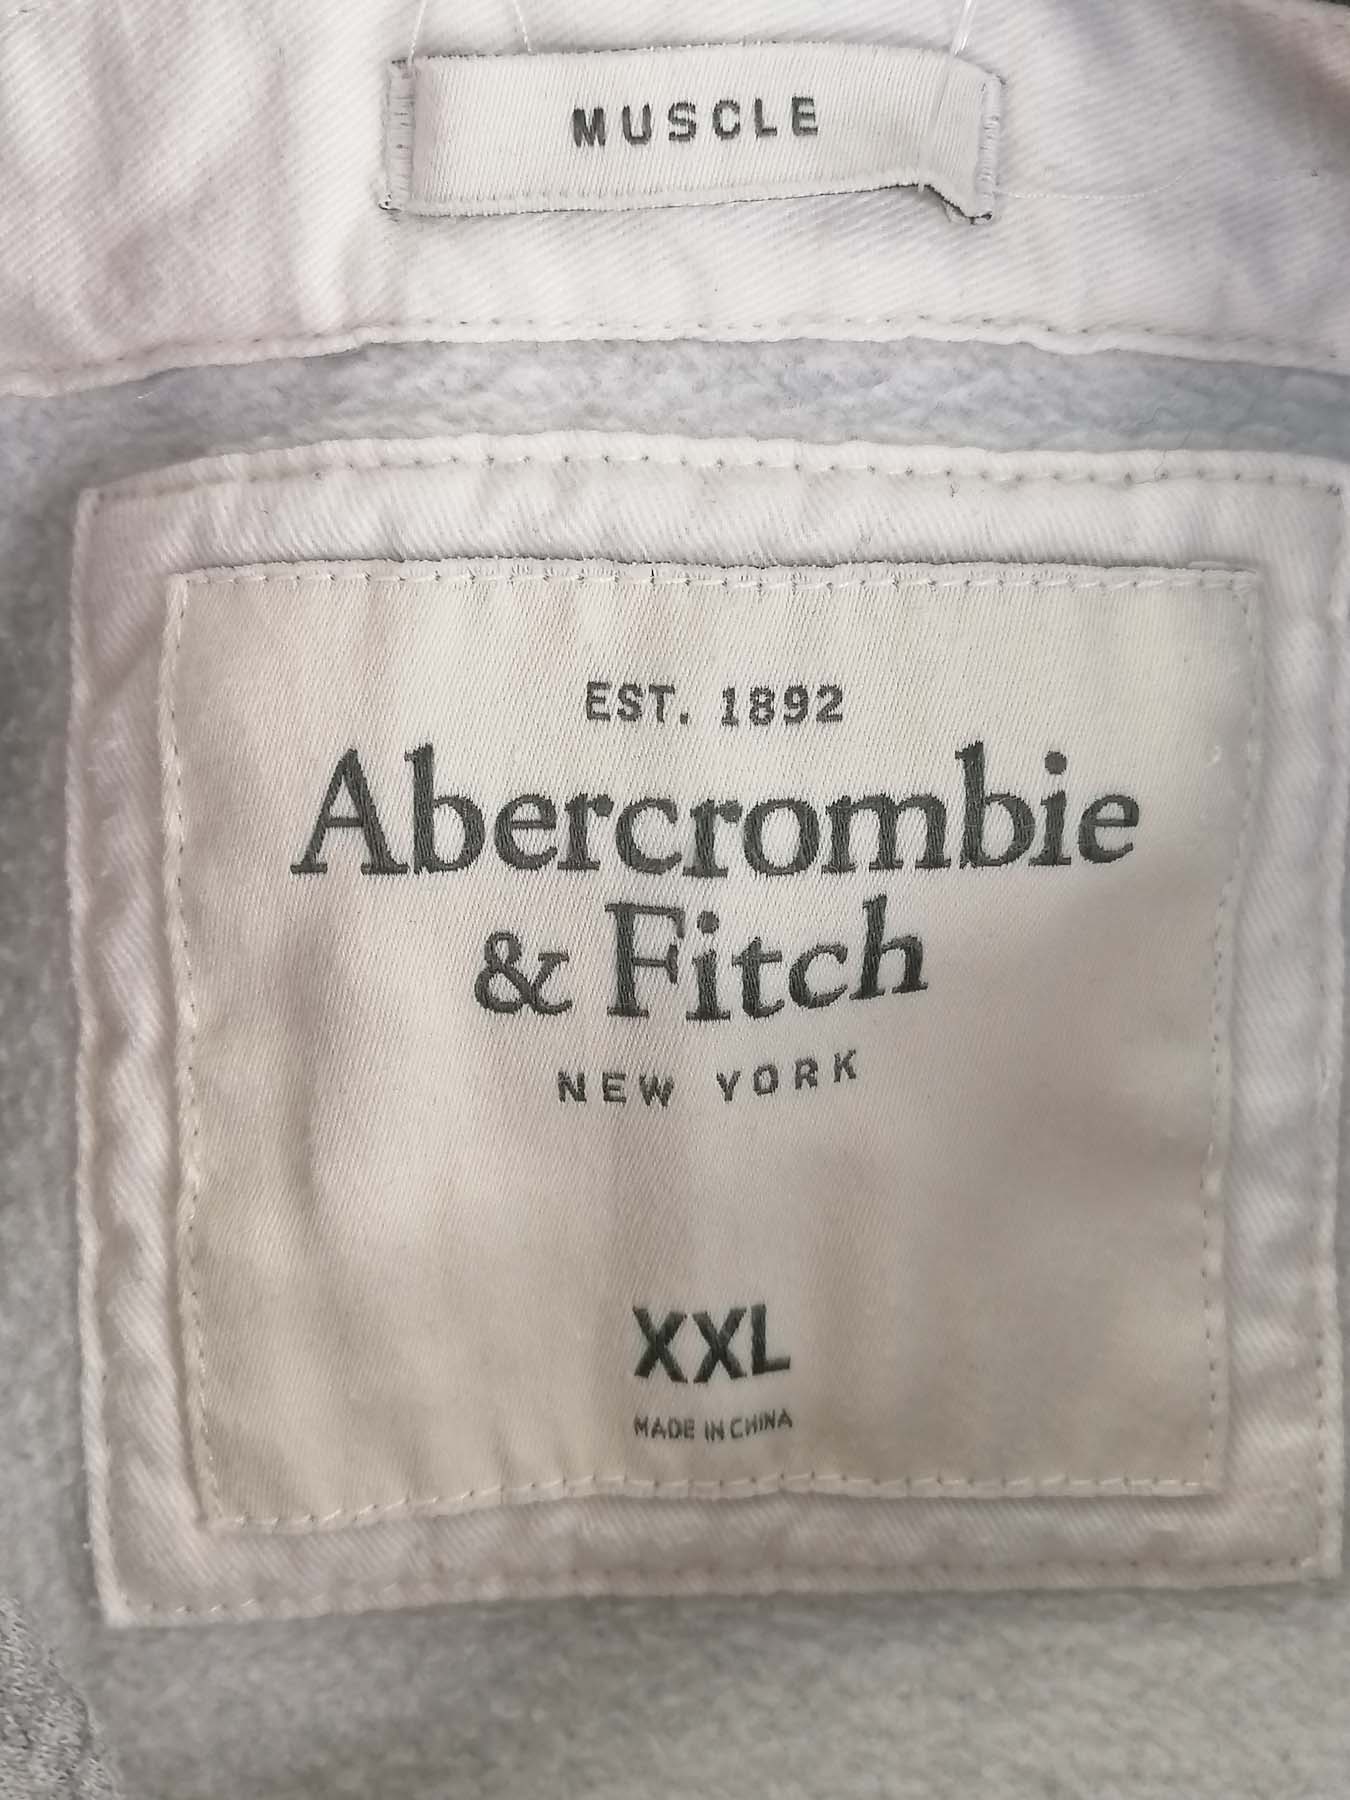 MUSCLE
EST. 1892
Abercrombie
& Fitch
NEW YORK
XXL
MADE IN CHINA